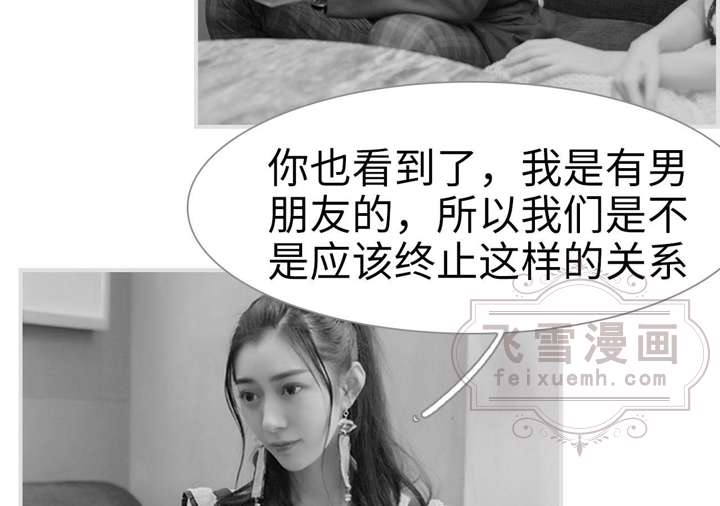 你也看到了，我是有男
朋友的，所以我们是不
是应该终止这样的关系
飞雪漫画
feixuemh.com